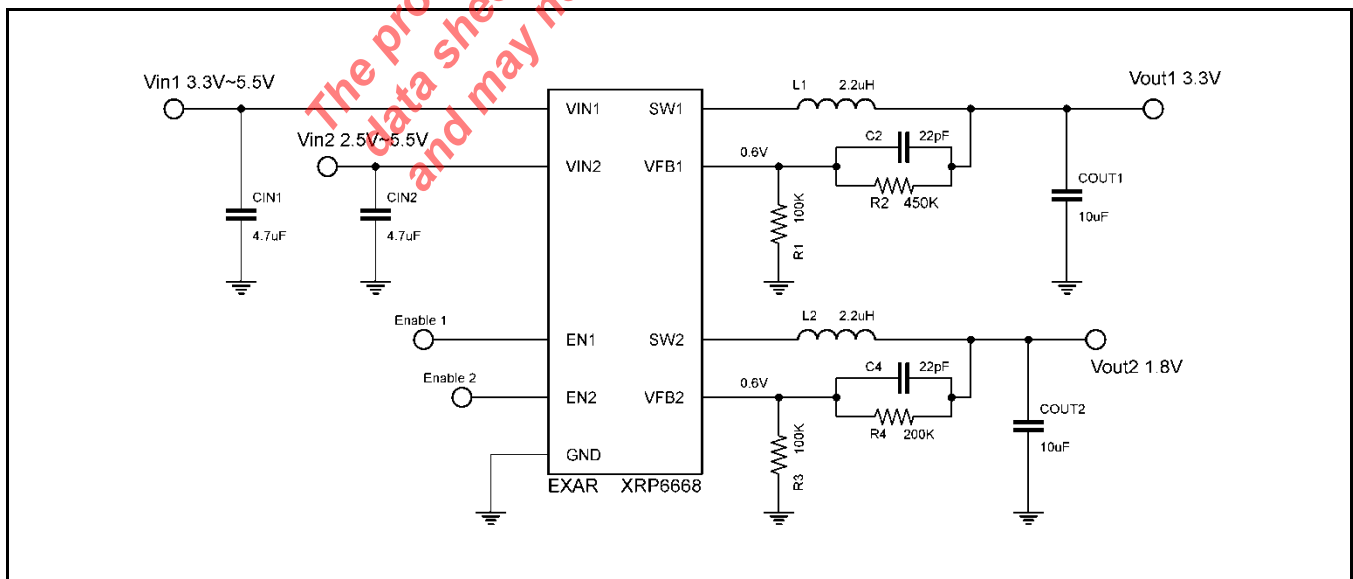 The pro
data shee
and may no
Vin1 3.3V~5.5V
Vin2 2.5V~5.5V
CIN1
4.7uF
CIN2
4.7uF
Enable 1
Enable 2
VIN1
VIN2
EN1
EN2
GND
SW1
VFB1
SW2
VFB2
EXAR XRP6668
L1 2.2uH
Vout1 3.3V
0.6V
C2 22pF
R2 450K
100K
R1
COUT1
10uF
L2 2.2uH
Vout2 1.8V
0.6V
C4 22pF
R4 200K
100K
R3
COUT2
10uF